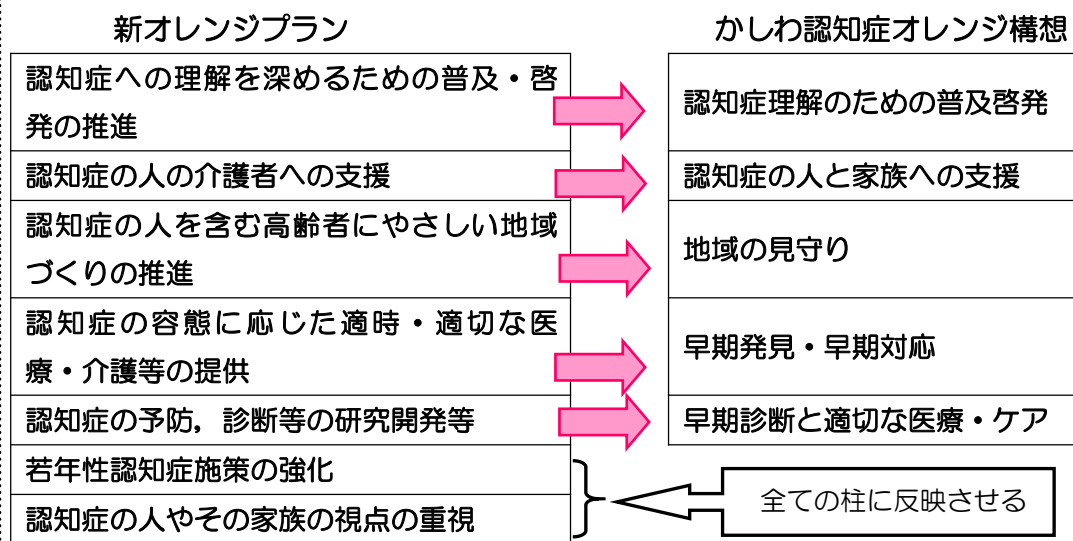 新オレンジプラン
認知症への理解を深めるための普及・啓
発の推進
認知症の人の介護者への支援
認知症の人を含む高齢者にやさしい地域
づくりの推進
認知症の容態に応じた適時・適切な医
療・介護等の提供
認知症の予防，診断等の研究開発等
若年性認知症施策の強化
認知症の人やその家族の視点の重視
かしわ認知症オレンジ構想
認知症理解のための普及啓発
認知症の人と家族への支援
地域の見守り
早期発見・早期対応
早期診断と適切な医療・ケア
全ての柱に反映させる